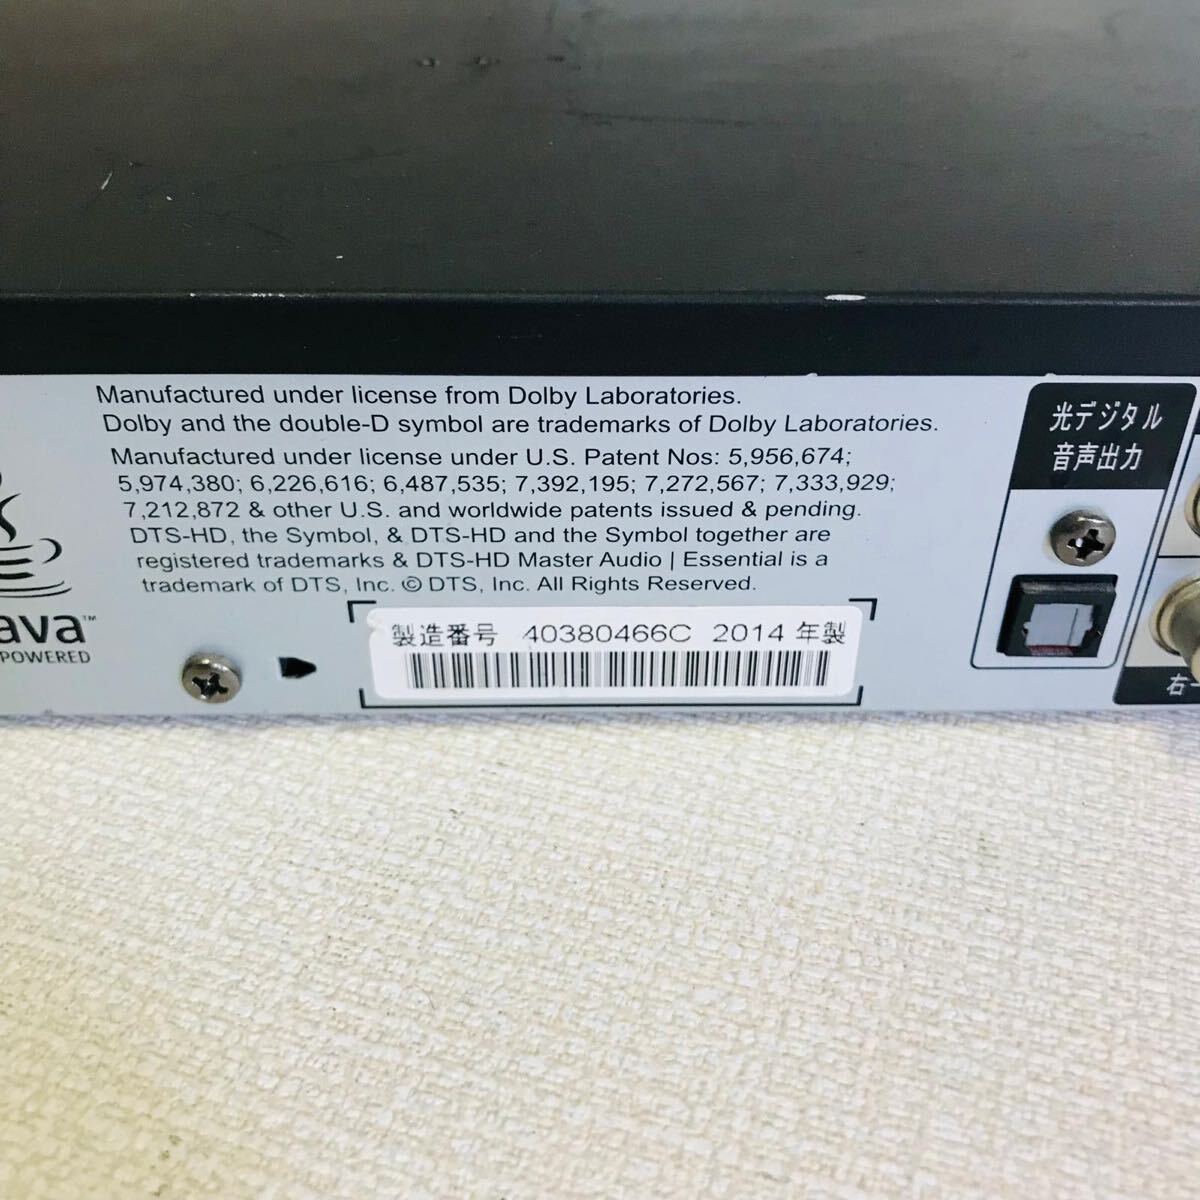 Manufactured under license from Dolby Laboratories.
Dolby and the double-D symbol are trademarks of Dolby Laboratories.
Manufactured under license under U.S. Patent Nos: 5,956,674;
5,974,380; 6,226,616; 6,487,535; 7,392,195; 7,272,567; 7,333,929;
7,212,872 & other U.S. and worldwide patents issued & pending.
DTS-HD, the Symbol, & DTS-HD and the Symbol together are
registered trademarks & DTS-HD Master Audio | Essential is a
trademark of DTS, Inc. © DTS, Inc. All Rights Reserved.
ava™
POWERED
製造番号 40380466C 2014 年製
光デジタル
音声出力
右